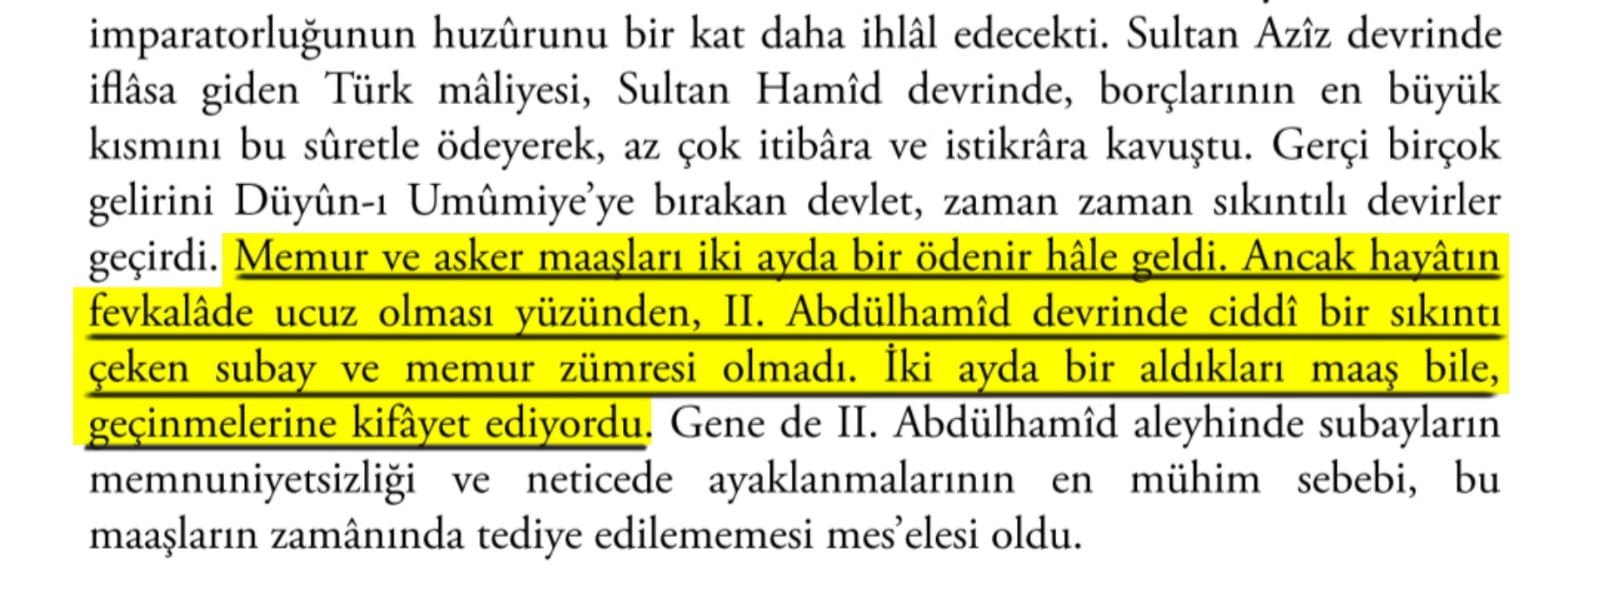 imparatorluğunun huzûrunu bir kat daha ihlâl edecekti. Sultan Azîz devrinde
iflâsa giden Türk mâliyesi, Sultan Hamîd devrinde, borçlarının en büyük
kısmını bu sûretle ödeyerek, az çok itibâra ve istikrâra kavuştu. Gerçi birçok
gelirini Düyûn-ı Umûmiye’ye bırakan devlet, zaman zaman sıkıntılı devirler
geçirdi. Memur ve asker maaşları iki ayda bir ödenir hâle geldi. Ancak hayâtın
fevkalâde ucuz olması yüzünden, II. Abdülhamîd devrinde ciddî bir sıkıntı
çeken subay ve memur zümresi olmadı. İki ayda bir aldıkları maaş bile,
geçinmelerine kifâyet ediyordu. Gene de II. Abdülhamîd aleyhinde subayların
memnuniyetsizliği ve neticede ayaklanmalarının en mühim sebebi, bu
maaşların zamânında tediye edilememesi mes’elesi oldu.